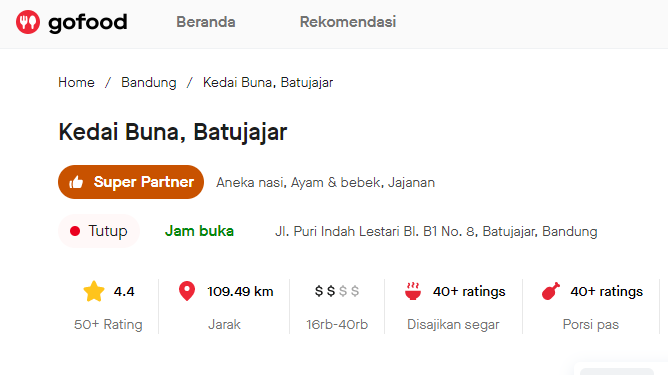 gofood Beranda Rekomendasi
Home / Bandung / Kedai Buna, Batujajar
Kedai Buna, Batujajar
Super Partner Aneka nasi, Ayam & bebek, Jajanan
Tutup Jam buka Jl. Puri Indah Lestari Bl. B1 No. 8, Batujajar, Bandung
4.4 109.49 km $$$$ 40+ ratings 40+ ratings
50+ Rating Jarak 16rb-40rb Disajikan segar Porsi pas